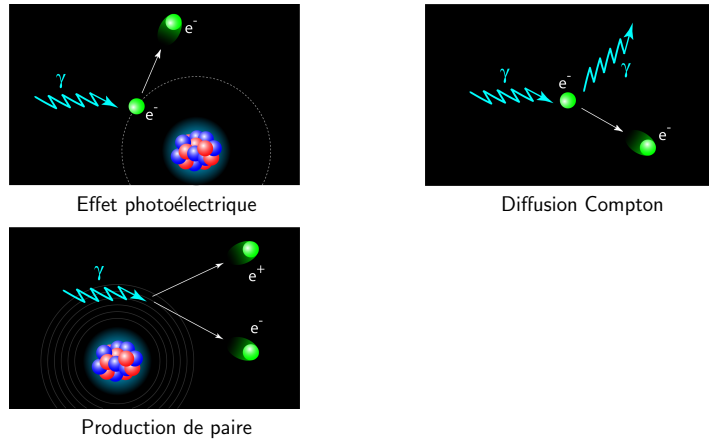 e⁻
γ
e⁻
Effet photoélectrique
γ
e⁻
γ
e⁻
Diffusion Compton
γ
e⁺
e⁻
Production de paire